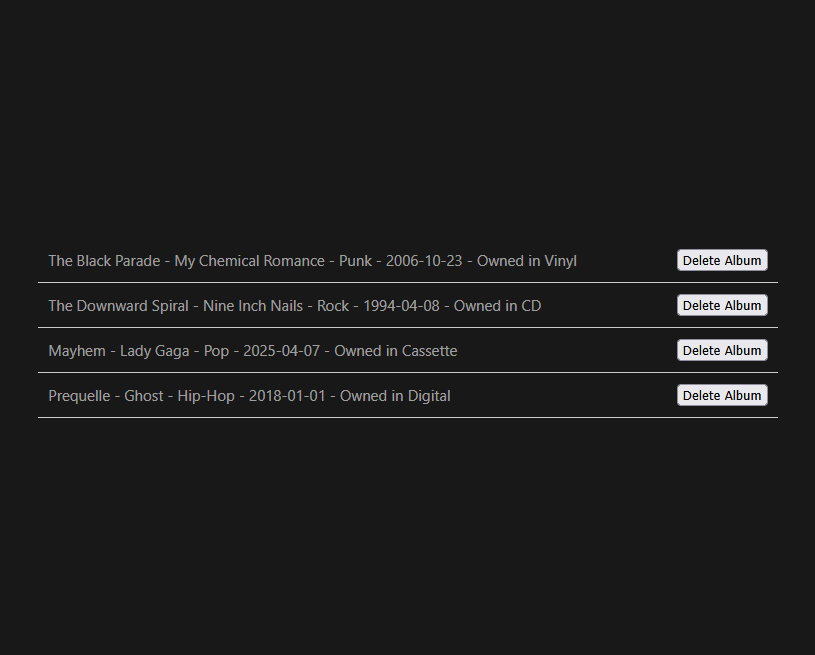 The Black Parade - My Chemical Romance - Punk - 2006-10-23 - Owned in Vinyl Delete Album
The Downward Spiral - Nine Inch Nails - Rock - 1994-04-08 - Owned in CD Delete Album
Mayhem - Lady Gaga - Pop - 2025-04-07 - Owned in Cassette Delete Album
Prequelle - Ghost - Hip-Hop - 2018-01-01 - Owned in Digital Delete Album